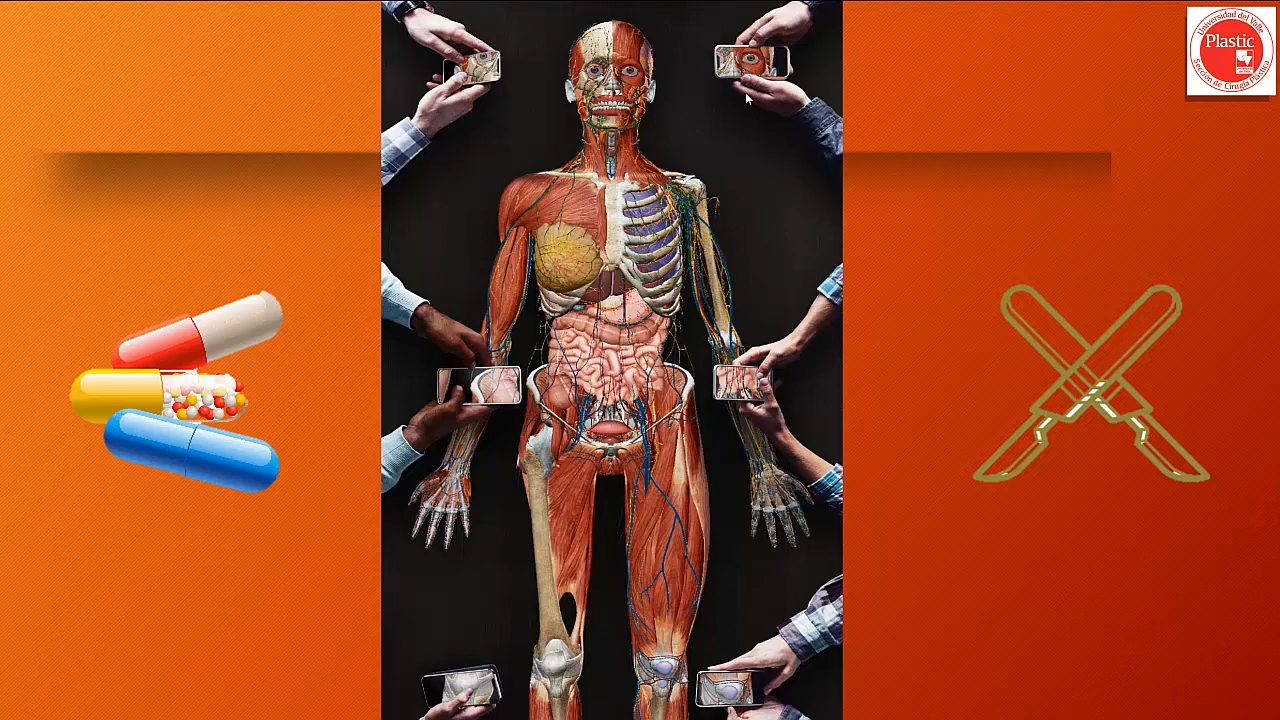 Universidad del Valle
Plastic
Sección de Cirugía Plástica